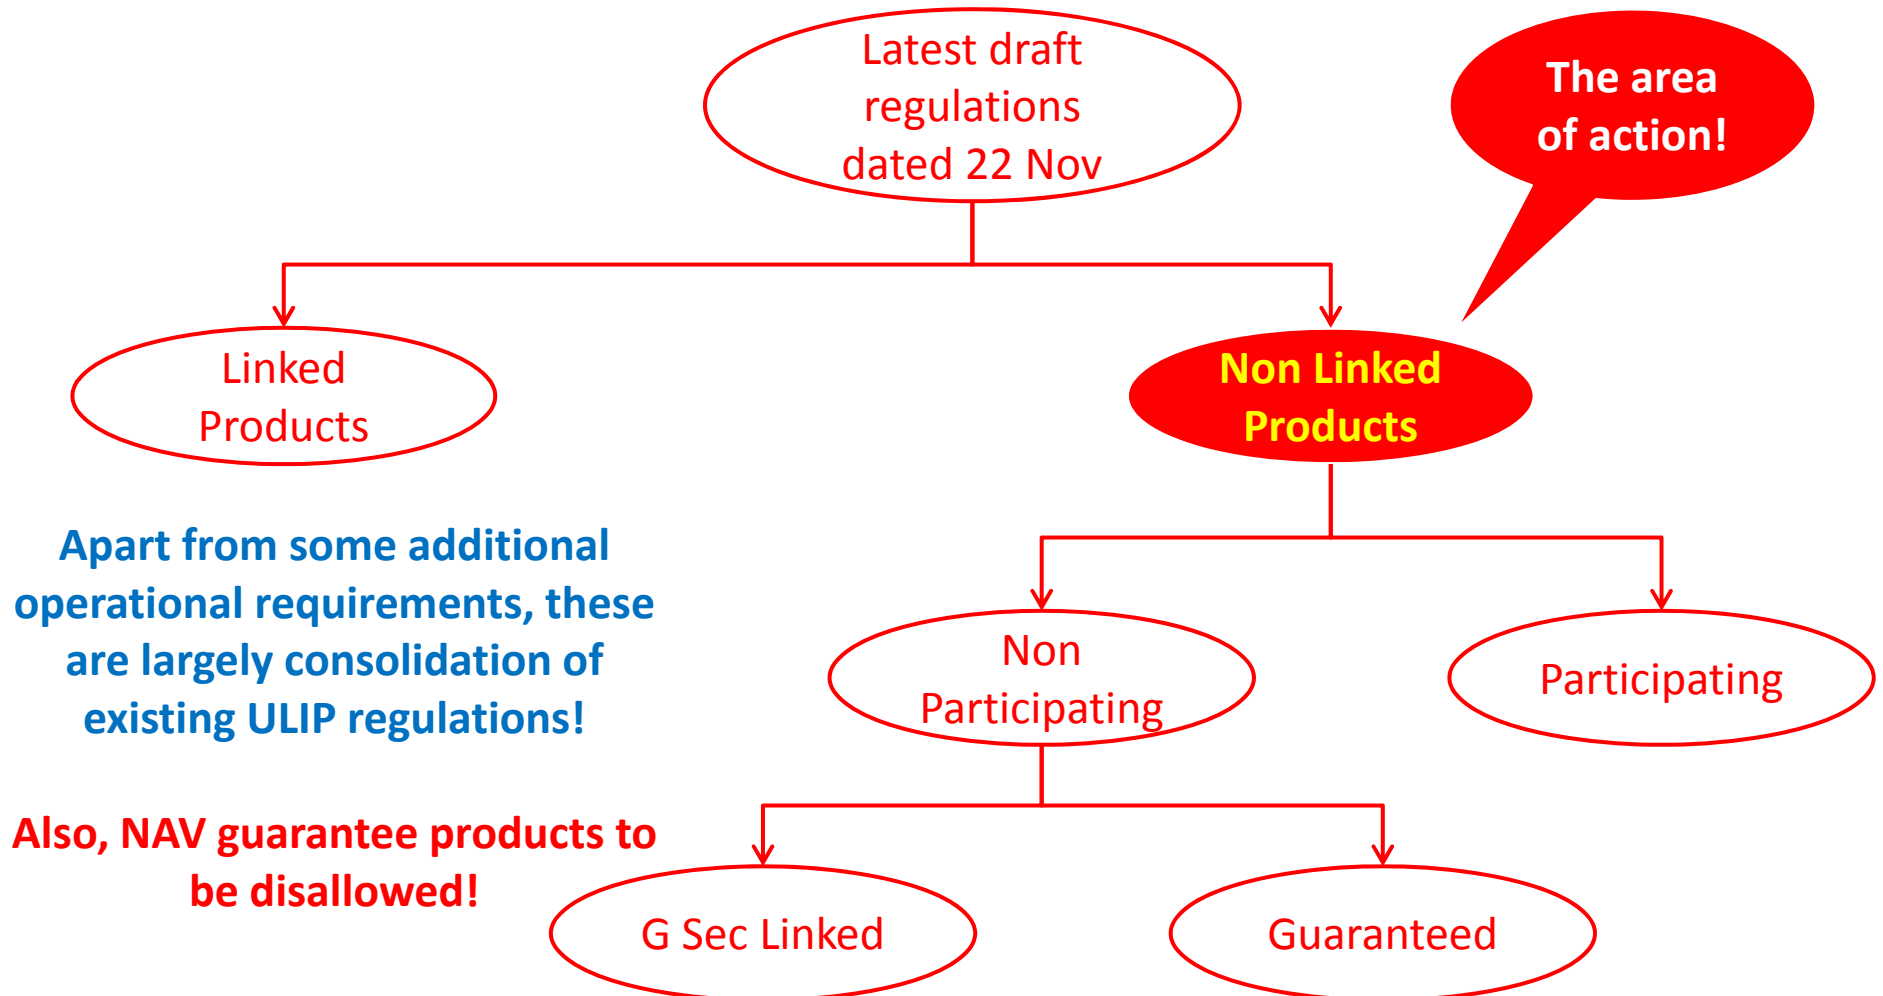 Latest draft
regulations
dated 22 Nov
The area
of action!
Linked
Products
Non Linked
Products
Apart from some additional
operational requirements, these
are largely consolidation of
existing ULIP regulations!
Also, NAV guarantee products to
be disallowed!
Non
Participating
Participating
G Sec Linked
Guaranteed